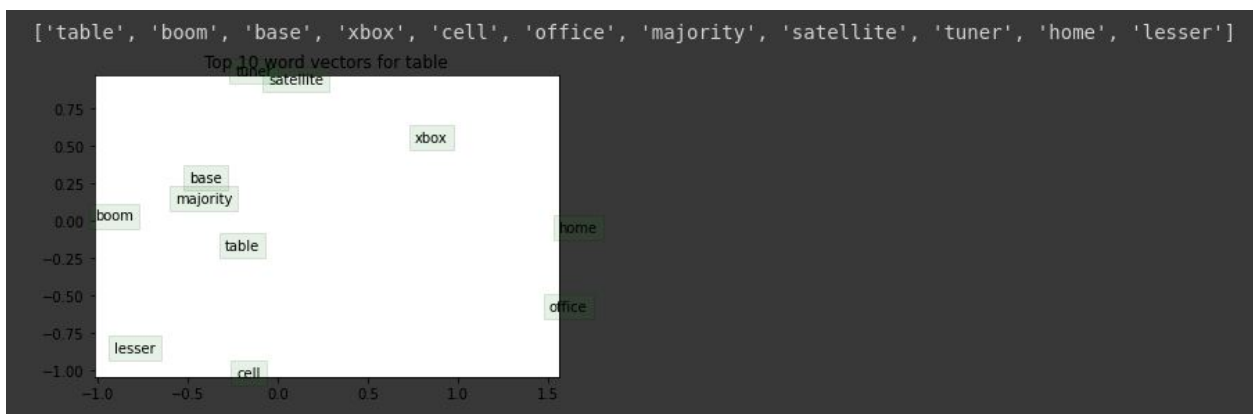 ['table', 'boom', 'base', 'xbox', 'cell', 'office', 'majority', 'satellite', 'tuner', 'home', 'lesser']
Top 10 word vectors for table
tuner
satellite
0.75
xbox
0.50
base
0.25
majority
boom
0.00
home
table
−0.25
−0.50
office
−0.75
lesser
cell
−1.00
−1.0 −0.5 0.0 0.5 1.0 1.5